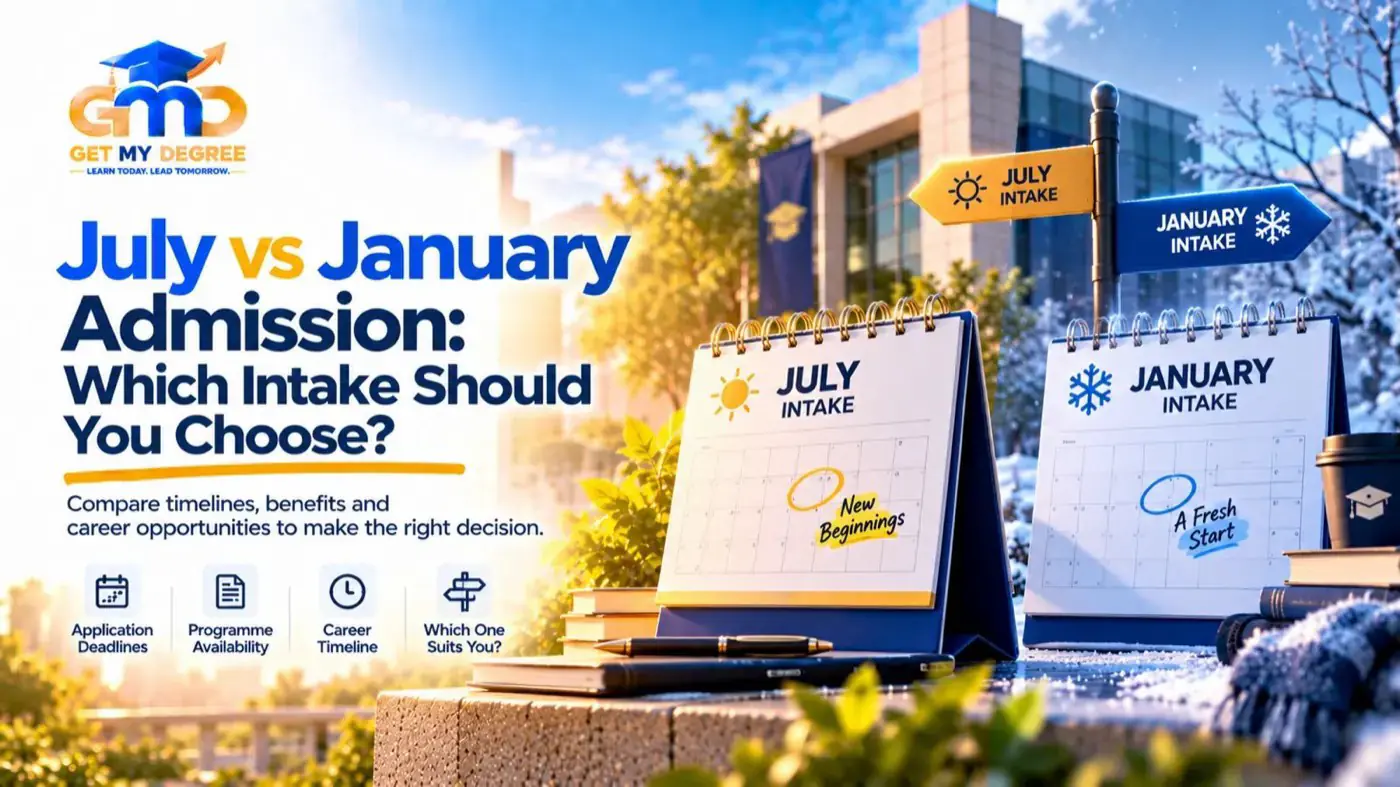 GMD
GET MY DEGREE
LEARN TODAY. LEAD TOMORROW.
July vs January
Admission:
Which Intake Should
You Choose?
Compare timelines, benefits and
career opportunities to make the right decision.
Application
Deadlines
Programme
Availability
Career
Timeline
Which One
Suits You?
JULY
INTAKE
JANUARY
INTAKE
JULY
INTAKE
New
Beginnings
JANUARY
INTAKE
A Fresh
Start